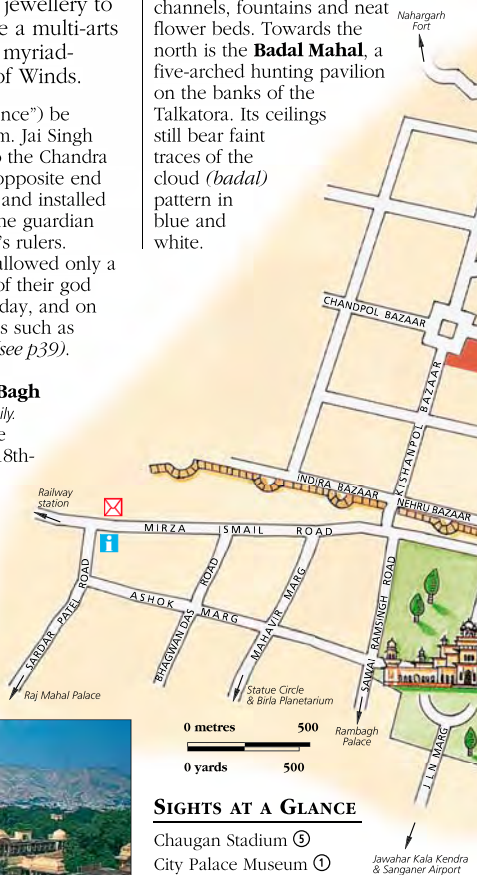 jewellery to
e a multi-arts
myriad-
of Winds.
nce”) be
m. Jai Singh
o the Chandra
opposite end
and installed
he guardian
’s rulers.
allowed only a
of their god
day, and on
s such as
(see p39).
Bagh
ily.
e
18th-
channels, fountains and neat
flower beds. Towards the
north is the Badal Mahal, a
five-arched hunting pavilion
on the banks of the
Talkatora. Its ceilings
still bear faint
traces of the
cloud (badal)
pattern in
blue and
white.
Nahargarh
Fort
CHANDPOL BAZAAR
KISHANPOL BAZAAR
INDIRA BAZAAR
NEHRU BAZAAR
Railway
station
i
MIRZA ISMAIL ROAD
SARDAR PATEL ROAD
ASHOK MARG
BHAGWAN DAS ROAD
MAHAVIR MARG
SAWAI RAMSINGH ROAD
Raj Mahal Palace
Statue Circle
& Birla Planetarium
Rambagh
Palace
JLN MARG
0 metres 500
0 yards 500
SIGHTS AT A GLANCE
Chaugan Stadium ⑤
City Palace Museum ①
Jawahar Kala Kendra
& Sanganer Airport